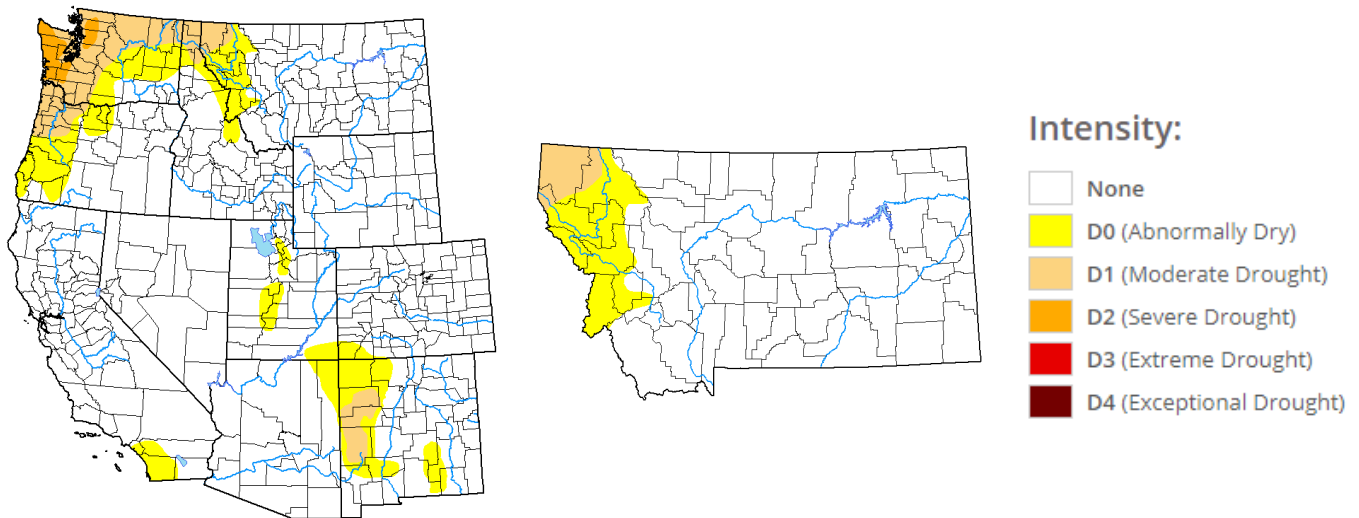 Intensity:
None
D0 (Abnormally Dry)
D1 (Moderate Drought)
D2 (Severe Drought)
D3 (Extreme Drought)
D4 (Exceptional Drought)